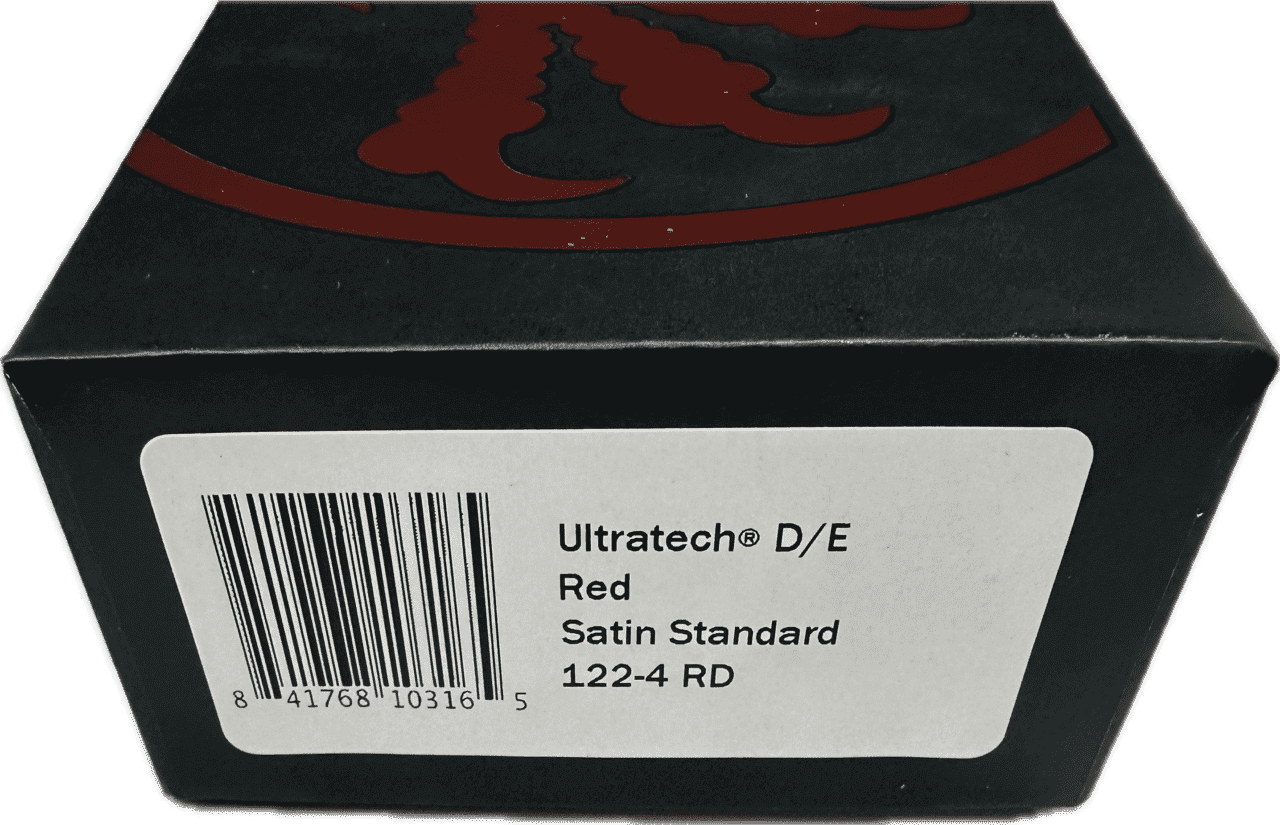 Ultratech® D/E
Red
Satin Standard
122-4 RD
8 41768 10316 5